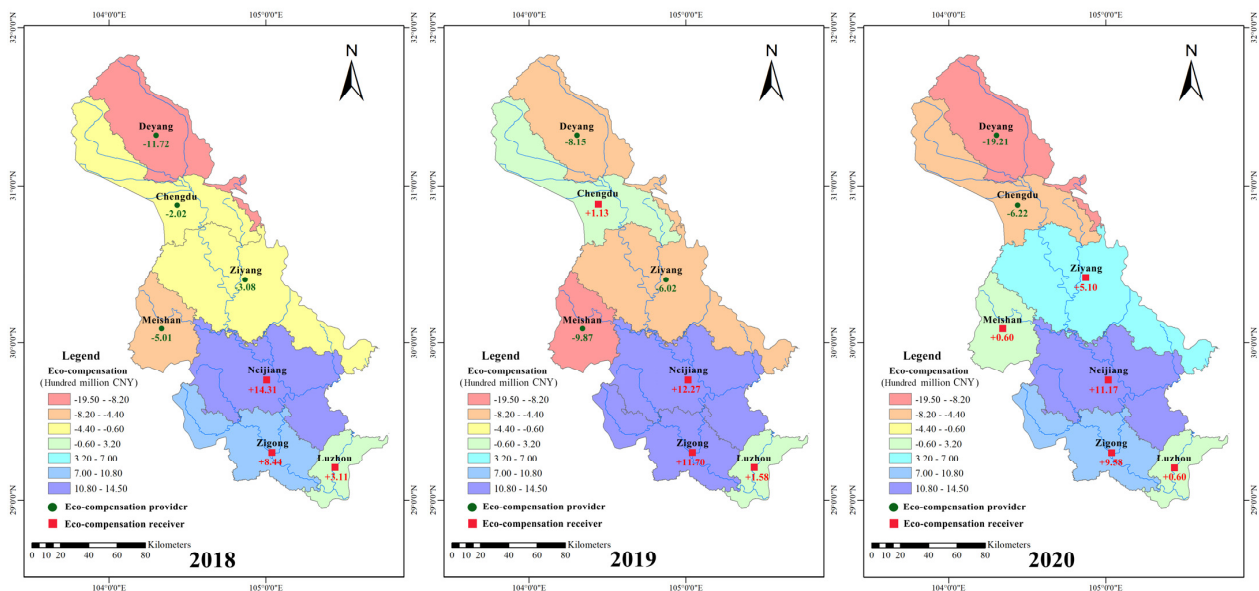 104°0'0"E 105°0'0"E
32°0'0"N
31°0'0"N
30°0'0"N
29°0'0"N
N
Deyang
-11.72
Chengdu
-2.02
Ziyang
-3.08
Meishan
-5.01
Neijiang
+14.31
Zigong
+8.44
Luzhou
+3.11
Legend
Eco-compensation
(Hundred million CNY)
-19.50 - -8.20
-8.20 - -4.40
-4.40 - -0.60
-0.60 - 3.20
3.20 - 7.00
7.00 - 10.80
10.80 - 14.50
Eco-compensation provider
Eco-compensation receiver
Kilometers
0 10 20 40 60 80
2018
104°0'0"E 105°0'0"E
104°0'0"E 105°0'0"E
N
Deyang
-8.15
Chengdu
+1.13
Ziyang
-6.02
Meishan
-9.87
Neijiang
+12.27
Zigong
+11.70
Luzhou
+1.58
Legend
Eco-compensation
(Hundred million CNY)
-19.50 - -8.20
-8.20 - -4.40
-4.40 - -0.60
-0.60 - 3.20
3.20 - 7.00
7.00 - 10.80
10.80 - 14.50
Eco-compensation provider
Eco-compensation receiver
Kilometers
0 10 20 40 60 80
2019
104°0'0"E 105°0'0"E
104°0'0"E 105°0'0"E
32°0'0"N
31°0'0"N
30°0'0"N
29°0'0"N
N
Deyang
-19.21
Chengdu
-6.22
Ziyang
+5.10
Meishan
+0.60
Neijiang
+11.17
Zigong
+9.58
Luzhou
+0.60
Legend
Eco-compensation
(Hundred million CNY)
-19.50 - -8.20
-8.20 - -4.40
-4.40 - -0.60
-0.60 - 3.20
3.20 - 7.00
7.00 - 10.80
10.80 - 14.50
Eco-compensation provider
Eco-compensation receiver
Kilometers
0 10 20 40 60 80
2020
104°0'0"E 105°0'0"E